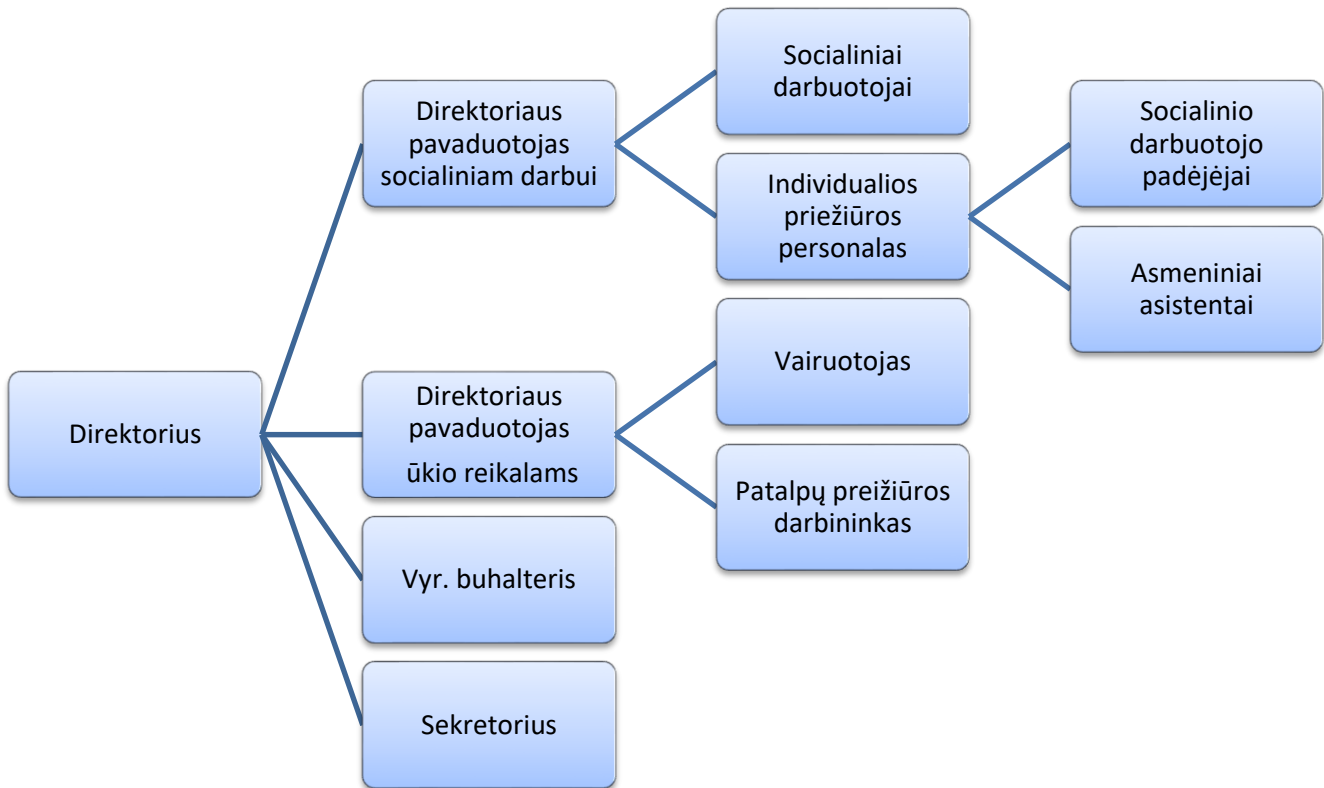 Direktorius
Direktoriaus
pavaduotojas
socialiniam darbui
Socialiniai
darbuotojai
Individualios
priežiūros
personalas
Socialinio
darbuotojo
padėjėjai
Asmeniniai
asistentai
Direktoriaus
pavaduotojas
ūkio reikalams
Vairuotojas
Patalpų preižiūros
darbininkas
Vyr. buhalteris
Sekretorius